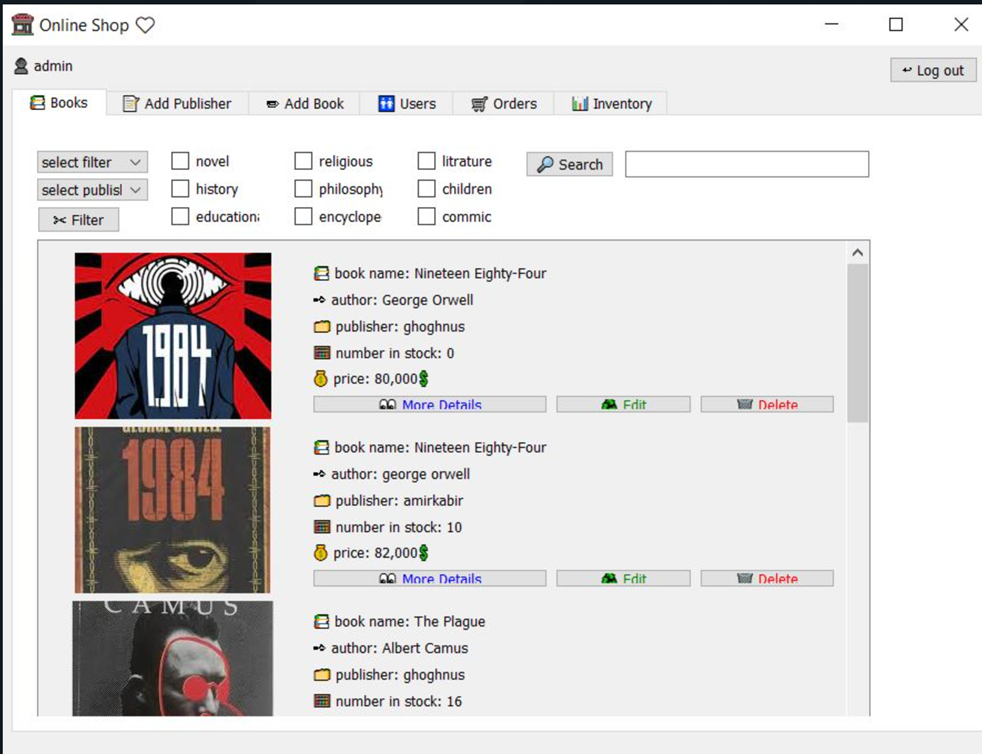 Online Shop
admin
Log out
Books Add Publisher Add Book Users Orders Inventory
select filter novel religious litrature Search
select publisl history philosophy children
Filter education: encyclope commic
book name: Nineteen Eighty-Four
author: George Orwell
publisher: ghoghnus
number in stock: 0
price: 80,000$
More Details Edit Delete
1984
book name: Nineteen Eighty-Four
author: george orwell
publisher: amirkabir
number in stock: 10
price: 82,000$
More Details Edit Delete
GEORGE ORWELL
1984
book name: The Plague
author: Albert Camus
publisher: ghoghnus
number in stock: 16
CAMUS